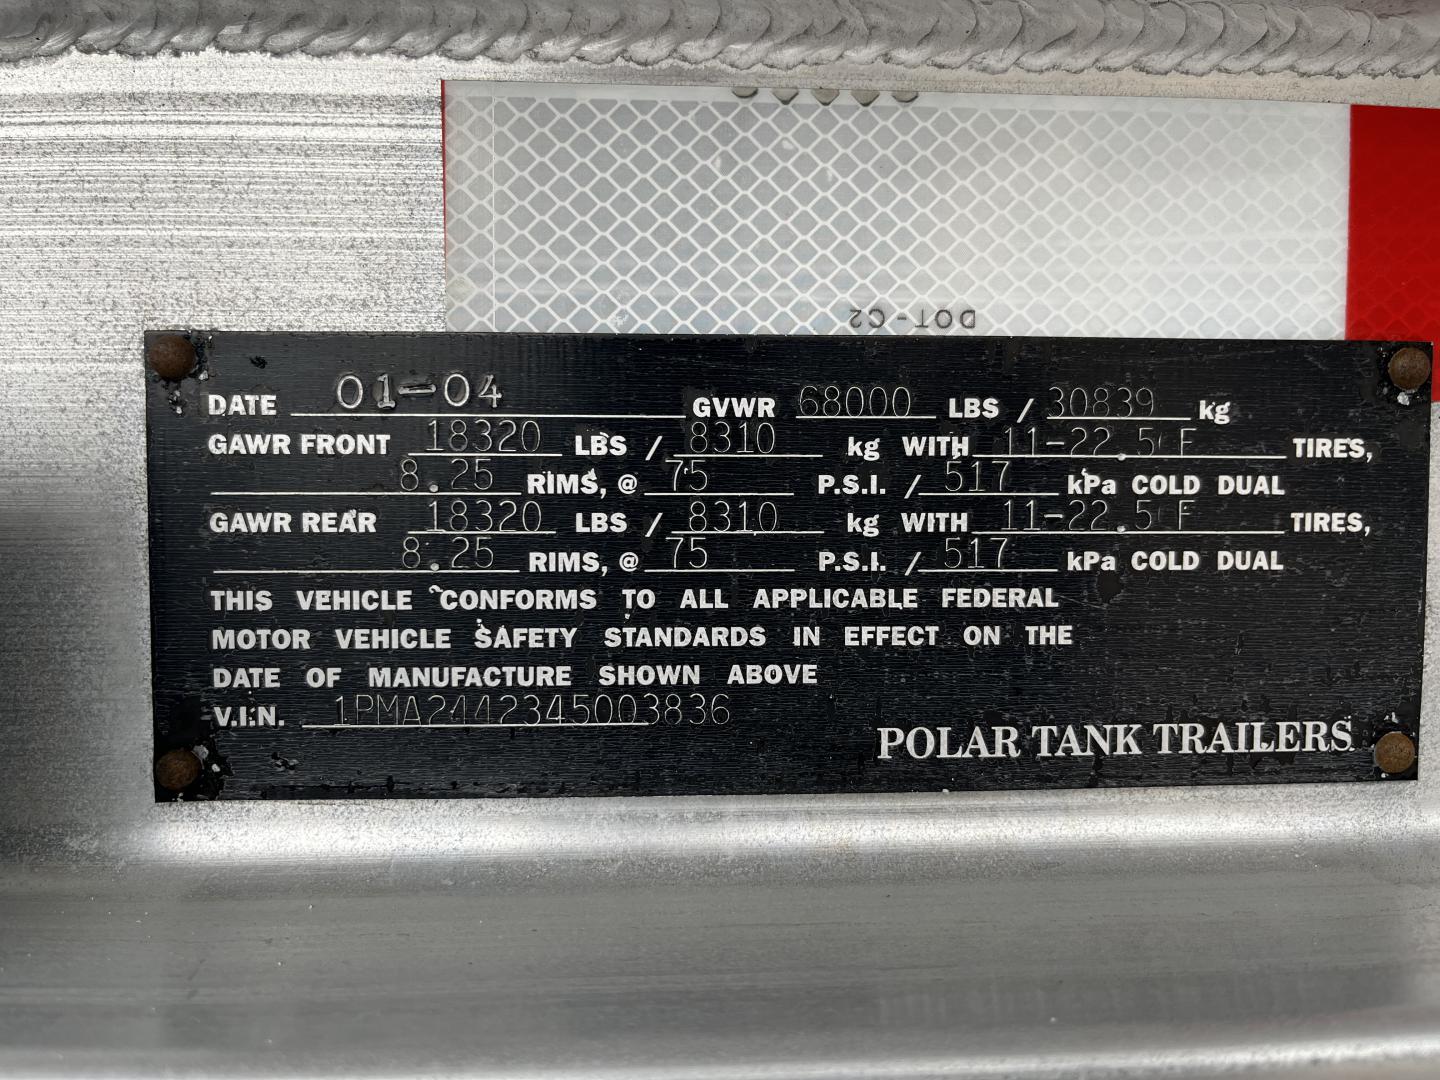 DOT-C2
DATE 01-04 GVWR 68000 LBS / 30839 kg
GAWR FRONT 18320 LBS / 8310 kg WITH 11-22.5 F TIRES,
8.25 RIMS, @ 75 P.S.I. / 517 kPa COLD DUAL
GAWR REAR 18320 LBS / 8310 kg WITH 11-22.5 F TIRES,
8.25 RIMS, @ 75 P.S.I. / 517 kPa COLD DUAL
THIS VEHICLE CONFORMS TO ALL APPLICABLE FEDERAL
MOTOR VEHICLE SAFETY STANDARDS IN EFFECT ON THE
DATE OF MANUFACTURE SHOWN ABOVE
V.I.N. 1PMA2442345003836
POLAR TANK TRAILERS